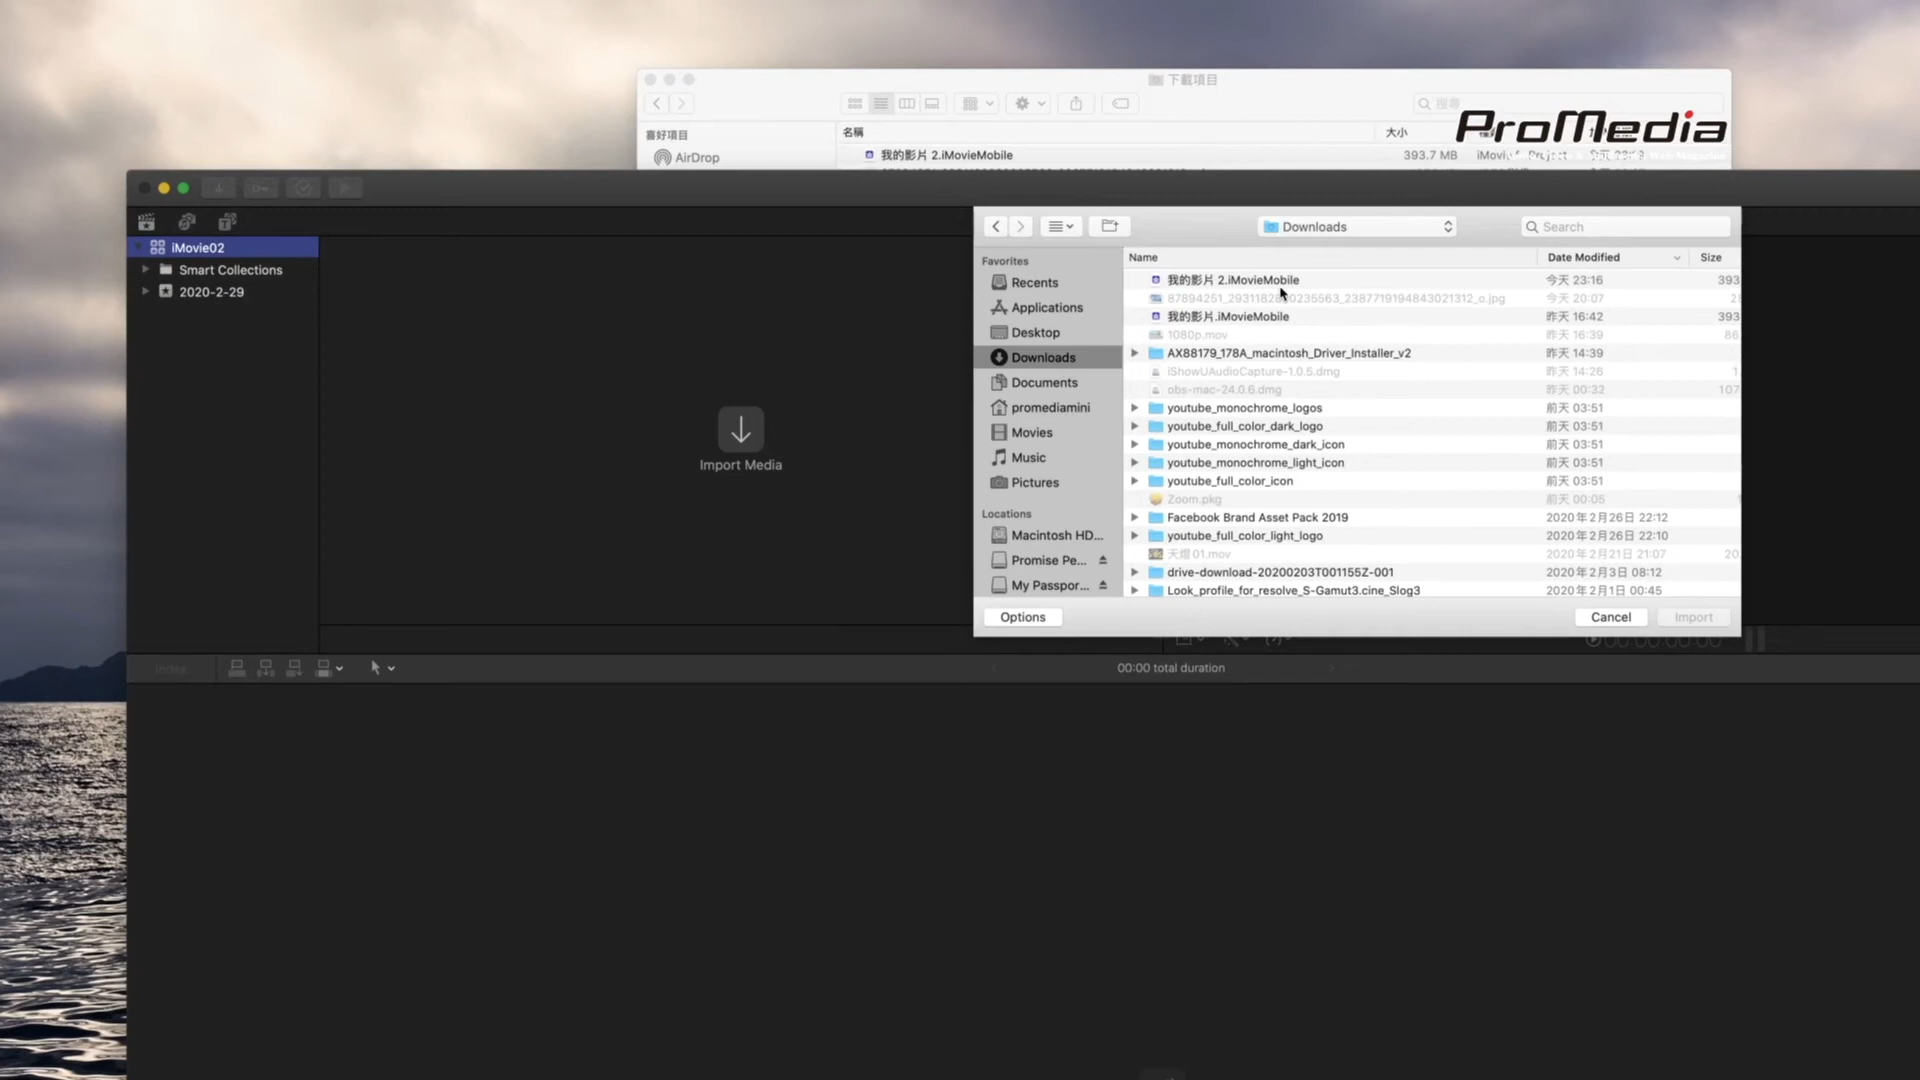 下載項目
搜尋
ProMedia
喜好項目
名稱
大小
AirDrop
我的影片 2.iMovieMobile
393.7 MB
iMovie02
Smart Collections
2020-2-29
Import Media
Index
00:00 total duration
Downloads
Search
Favorites
Recents
Applications
Desktop
Downloads
Documents
promediamini
Movies
Music
Pictures
Locations
Macintosh HD...
Promise Pe...
My Passpor...
Name Date Modified Size
我的影片 2.iMovieMobile 今天 23:16 393
今天 20:07
我的影片.iMovieMobile 昨天 16:42 393
1080p.mov 昨天 16:39 86
AX88179_178A_macintosh_Driver_Installer_v2 昨天 14:39
iShowUAudioCapture-1.0.5.dmg 昨天 14:26 1
obs-mac-24.0.6.dmg 昨天 00:32 107
youtube_monochrome_logos 前天 03:51
youtube_full_color_dark_logo 前天 03:51
youtube_monochrome_dark_icon 前天 03:51
youtube_monochrome_light_icon 前天 03:51
youtube_full_color_icon 前天 03:51
Zoom.pkg 前天 00:05
Facebook Brand Asset Pack 2019 2020年2月26日 22:12
youtube_full_color_light_logo 2020年2月26日 22:10
01.mov 2020年2月21日 21:07 20
drive-download-20200203T001155Z-001 2020年2月3日 08:12
Look_profile_for_resolve_S-Gamut3.cine_Slog3 2020年2月1日 00:45
Options
Cancel
Import